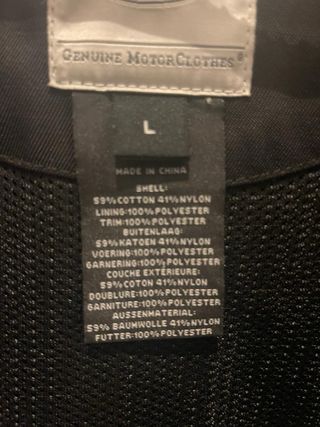 GENUINE MOTORCLOTHES®
L
MADE IN CHINA
SHELL:
59%COTTON 41%NYLON
LINING:100%POLYESTER
TRIM:100%POLYESTER
BUITENLAAG:
59%KATOEN 41%NYLON
VOERING:100%POLYESTER
GARNERING:100%POLYESTER
COUCHE EXTÉRIEURE:
59%COTON 41%NYLON
DOUBLURE:100%POLYESTER
GARNITURE:100%POLYESTER
AUSSENMATERIAL:
59% BAUMWOLLE 41%NYLON
FUTTER:100%POLYESTER